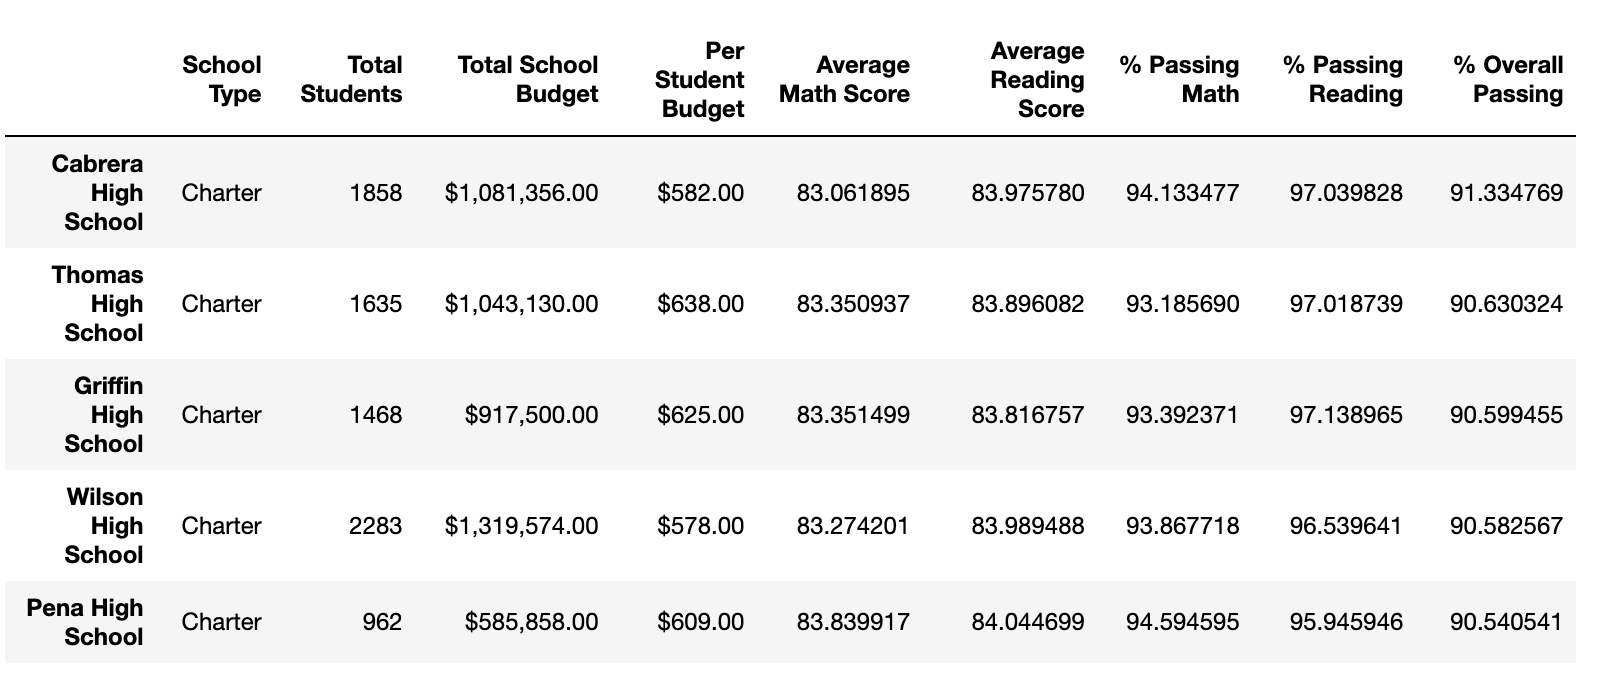 School Type Total Students Total School Budget Per Student Budget Average Math Score Average Reading Score % Passing Math % Passing Reading % Overall Passing
Cabrera High School Charter 1858 $1,081,356.00 $582.00 83.061895 83.975780 94.133477 97.039828 91.334769
Thomas High School Charter 1635 $1,043,130.00 $638.00 83.350937 83.896082 93.185690 97.018739 90.630324
Griffin High School Charter 1468 $917,500.00 $625.00 83.351499 83.816757 93.392371 97.138965 90.599455
Wilson High School Charter 2283 $1,319,574.00 $578.00 83.274201 83.989488 93.867718 96.539641 90.582567
Pena High School Charter 962 $585,858.00 $609.00 83.839917 84.044699 94.594595 95.945946 90.540541